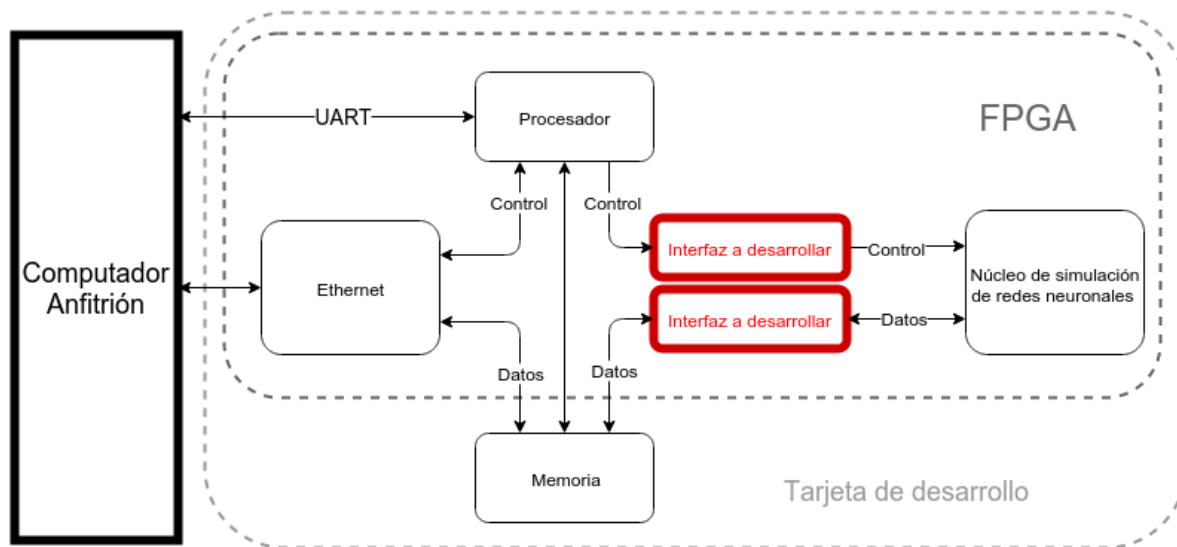 UART
Procesador
FPGA
Control
Control
Interfaz a desarrollar
Control
Computador
Anfitrión
Ethernet
Núcleo de simulación
de redes neuronales
Interfaz a desarrollar
Datos
Datos
Datos
Memoria
Tarjeta de desarrollo